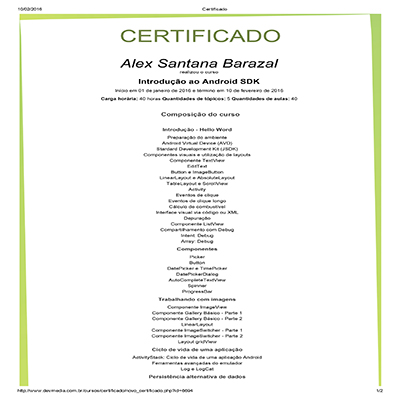 10/02/2016
Certificado
CERTIFICADO
Alex Santana Barazal
realizou o curso
Introdução ao Android SDK
Início em 01 de janeiro de 2016 e término em 10 de fevereiro de 2016
Carga horária: 40 horas Quantidades de tópicos: 5 Quantidades de aulas: 40
Composição do curso
Introdução - Hello Word
Preparação do ambiente
Android Virtual Device (AVD)
Standard Development Kit (JSDK)
Componentes visuais e utilização de layouts
Componente TextView
EditText
Button e ImageButton
LinearLayout e AbsoluteLayout
TableLayout e ScrollView
Activity
Eventos de clique
Eventos de clique longo
Cálculo de combustível
Interface visual via código ou XML
Depuração
Componente ListView
Compartilhamento com Debug
Intent: Debug
Array: Debug
Componentes
Picker
Button
DatePicker e TimePicker
DatePickerDialog
AutoCompleteTextView
Spinner
ProgressBar
Trabalhando com imagens
Componente ImageView
Componente Gallery Básico - Parte 1
Componente Gallery Básico - Parte 2
LinearLayout
Componente ImageSwitcher - Parte 1
Componente ImageSwitcher - Parte 2
Layout gridView
Ciclo de vida de uma aplicação
ActivityStack: Ciclo de vida de uma aplicação Android
Ferramentas avançadas do emulador
Log e LogCat
Persistência alternativa de dados
http://www.devmedia.com.br/cursos/certificado/novo_certificado.php?id=8694
1/2